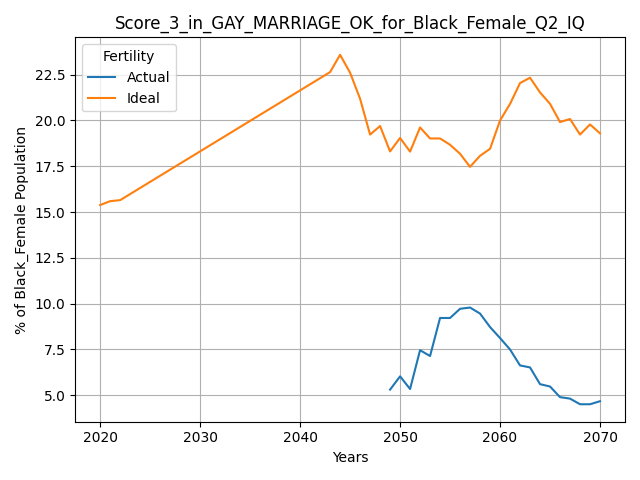 Score_3_in_GAY_MARRIAGE_OK_for_Black_Female_Q2_IQ
Fertility
Actual
Ideal
22.5
20.0
17.5
15.0
12.5
10.0
7.5
5.0
% of Black_Female Population
2020 2030 2040 2050 2060 2070
Years